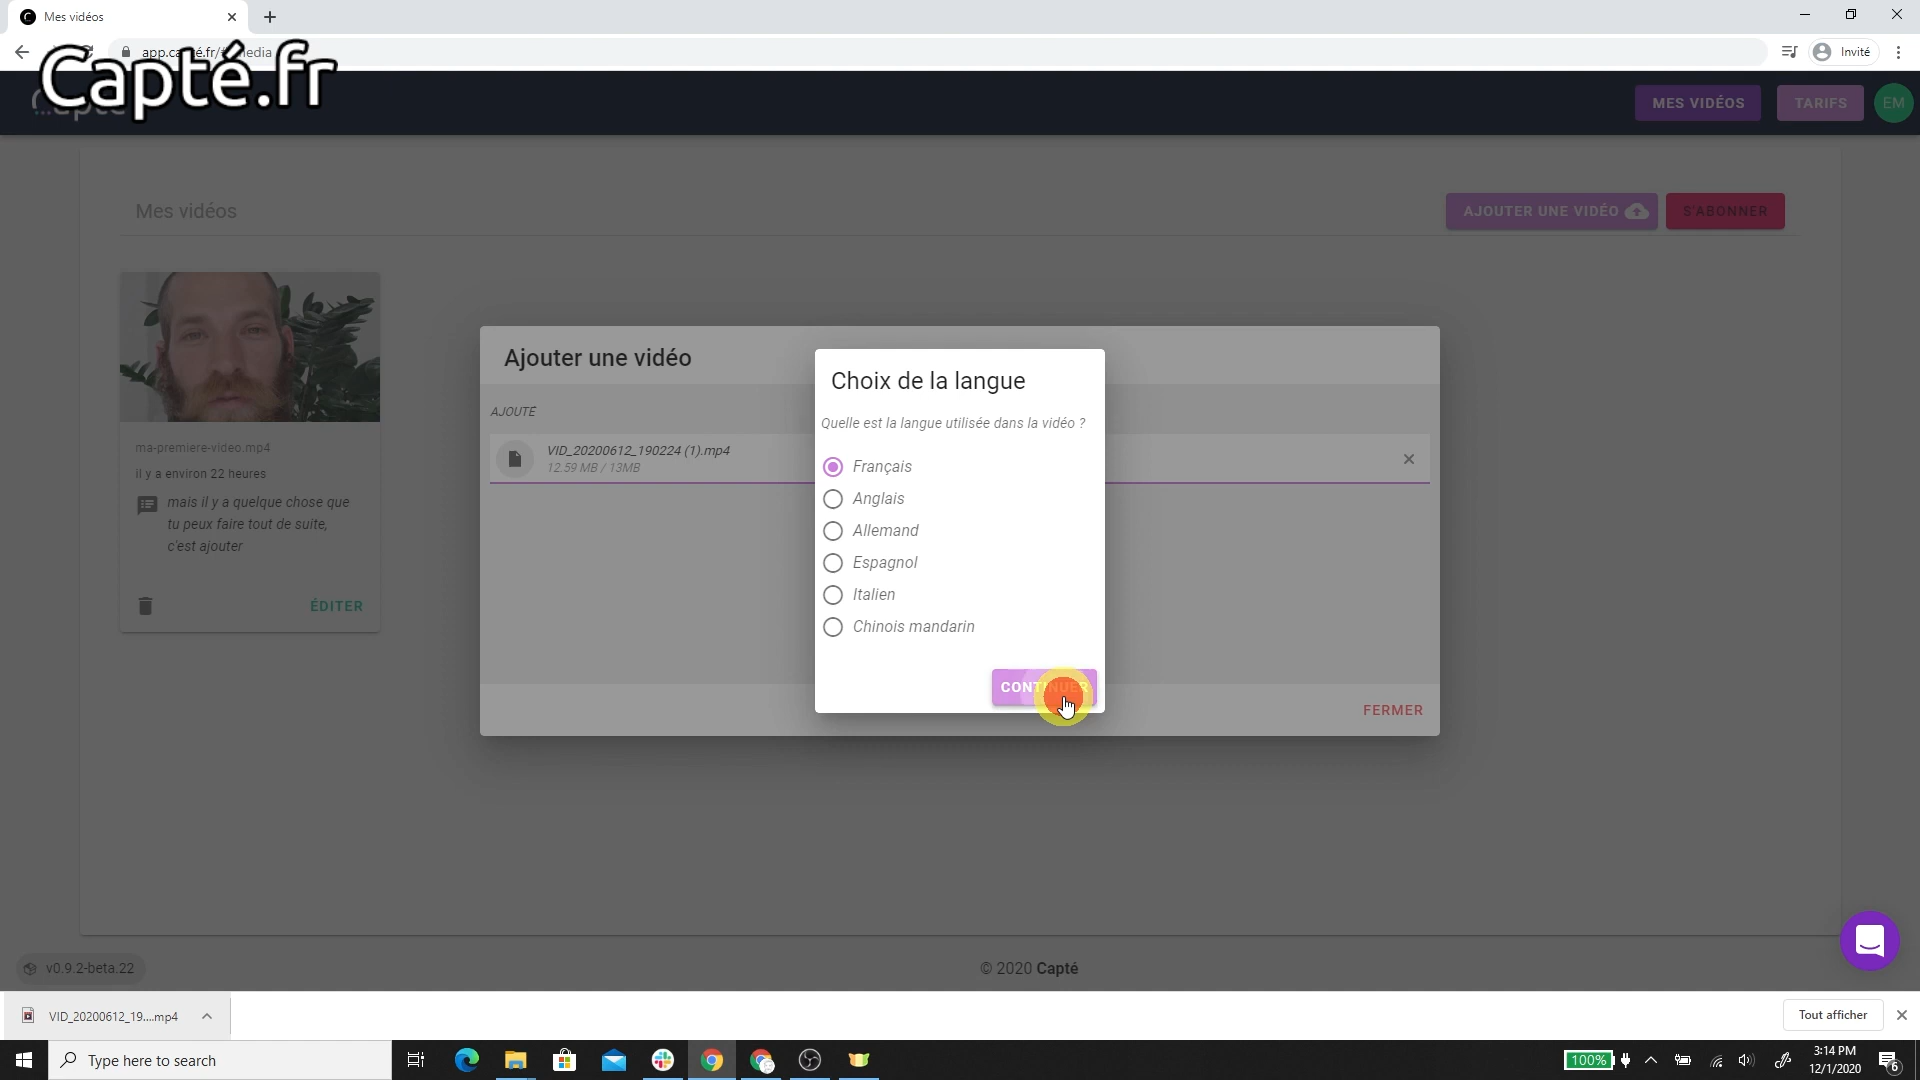 Mes vidéos
Capté.fr
Invité
MES VIDÉOS
TARIFS
EM
Mes vidéos
AJOUTER UNE VIDÉO
S'ABONNER
ma-premiere-video.mp4
il y a environ 22 heures
mais il y a quelque chose que
tu peux faire tout de suite,
c'est ajouter
ÉDITER
Ajouter une vidéo
AJOUTÉ
VID_20200612_190224 (1).mp4
12.59 MB / 13MB
Choix de la langue
Quelle est la langue utilisée dans la vidéo ?
Français
Anglais
Allemand
Espagnol
Italien
Chinois mandarin
CONTINUER
FERMER
v0.9.2-beta.22
© 2020 Capté
VID_20200612_19....mp4
Tout afficher
Type here to search
100%
3:14 PM
12/1/2020
6